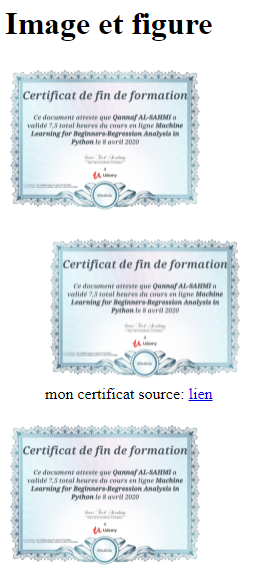 Image et figure
Certificat de fin de formation
Ce document atteste que Qannaf AL-SAHMI a
validé 7,5 total heures du cours en ligne Machine
Learning for Beginners-Regression Analysis in
Python le 8 avril 2020
Udemy
Certificat de fin de formation
Ce document atteste que Qannaf AL-SAHMI a
validé 7,5 total heures du cours en ligne Machine
Learning for Beginners-Regression Analysis in
Python le 8 avril 2020
Udemy
mon certificat source: lien
Certificat de fin de formation
Ce document atteste que Qannaf AL-SAHMI a
validé 7,5 total heures du cours en ligne Machine
Learning for Beginners-Regression Analysis in
Python le 8 avril 2020
Udemy